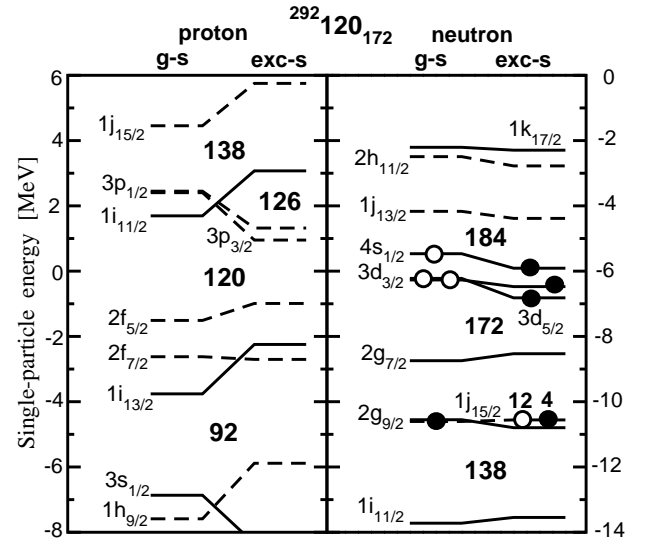 ²⁹²120₁₇₂
proton neutron
g-s exc-s g-s exc-s
Single-particle energy [MeV]
6
4
2
0
-2
-4
-6
-8
1j15/2
138
3p1/2
1i11/2
126
3p3/2
120
2f5/2
2f7/2
1i13/2
92
3s1/2
1h9/2
1k17/2
2h11/2
1j13/2
184
4s1/2
3d3/2
3d5/2
172
2g7/2
1j15/2 12 4
2g9/2
138
1i11/2
0
-2
-4
-6
-8
-10
-12
-14